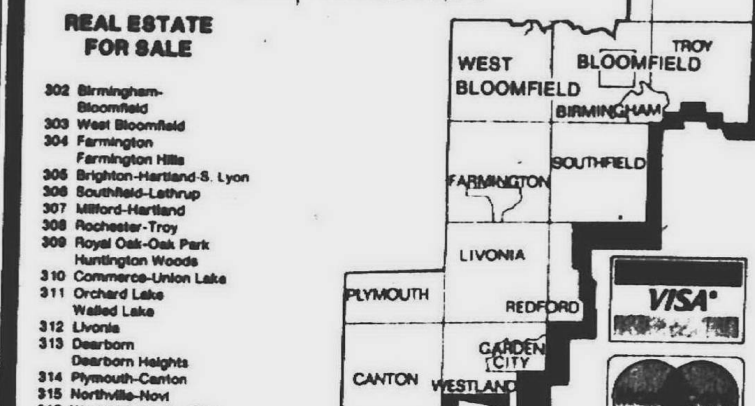 REAL ESTATE
FOR SALE
302 Birmingham-
Bloomfield
303 West Bloomfield
304 Farmington
Farmington Hills
305 Brighton-Hartland-S. Lyon
306 Southfield-Lathrup
307 Milford-Hartland
308 Rochester-Troy
309 Royal Oak-Oak Park
Huntington Woods
310 Commerce-Union Lake
311 Orchard Lake
Walled Lake
312 Livonia
313 Dearborn
Dearborn Heights
314 Plymouth-Canton
315 Northville-Novi
WEST
BLOOMFIELD
BLOOMFIELD
TROY
BIRMINGHAM
FARMINGTON
SOUTHFIELD
LIVONIA
PLYMOUTH
REDFORD
GARDEN
CITY
CANTON
WESTLAND
VISA